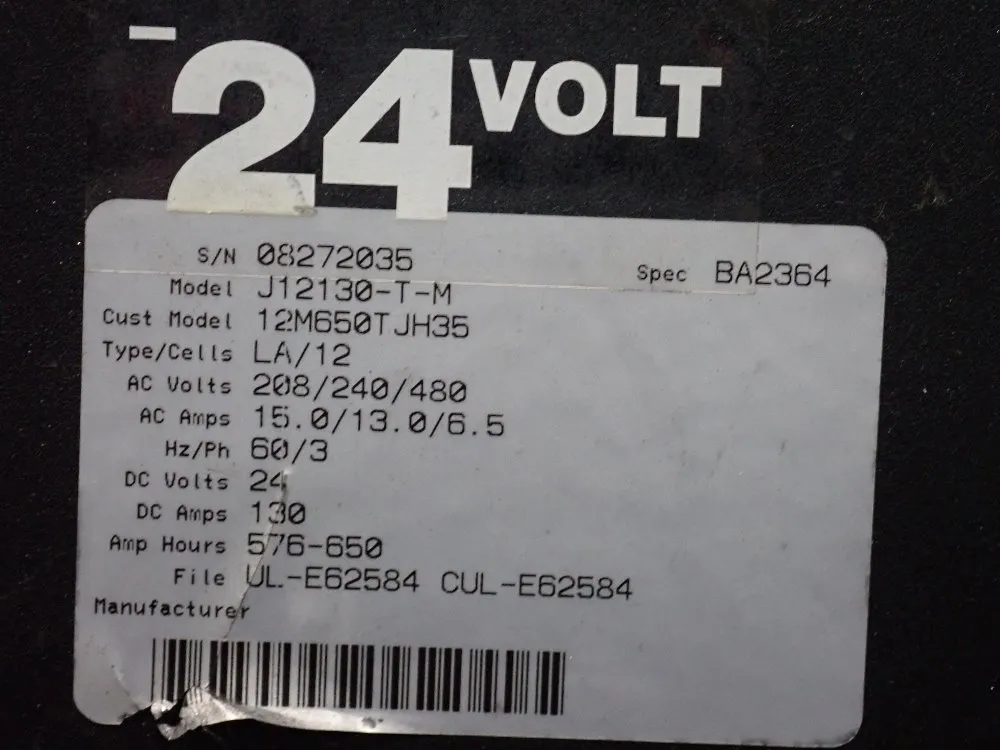 24 VOLT
S/N 08272035
Spec BA2364
Model J12130-T-M
Cust Model 12M650TJH35
Type/Cells LA/12
AC Volts 208/240/480
AC Amps 15.0/13.0/6.5
Hz/Ph 60/3
DC Volts 24
DC Amps 130
Amp Hours 576-650
File UL-E62584 CUL-E62584
Manufacturer